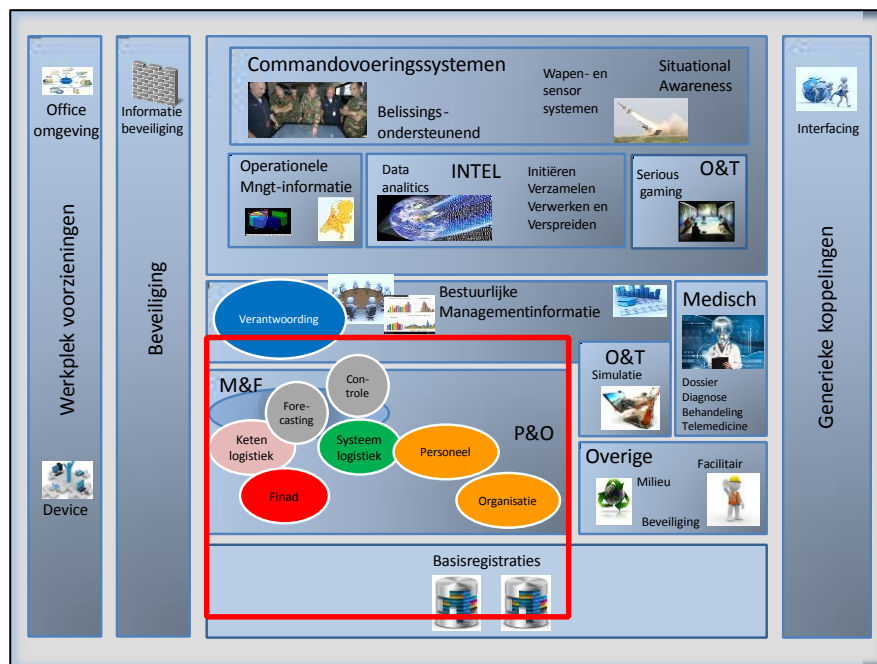 Office
omgeving
Werkplek voorzieningen
Device
Informatie
beveiliging
Beveiliging
Commandovoeringssystemen
Belissings-
ondersteunend
Wapen- en
sensor
systemen
Situational
Awareness
Operationele
Mngt-informatie
Data
analitics
INTEL
Initiëren
Verzamelen
Verwerken en
Verspreiden
O&T
Serious
gaming
Verantwoording
Bestuurlijke
Managementinformatie
Medisch
Dossier
Diagnose
Behandeling
Telemedicine
O&T
Simulatie
M&F
Con-
trole
Fore-
casting
Keten
logistiek
Systeem
logistiek
P&O
Personeel
Finad
Organisatie
Overige
Facilitair
Milieu
Beveiliging
Basisregistraties
Interfacing
Generieke koppelingen